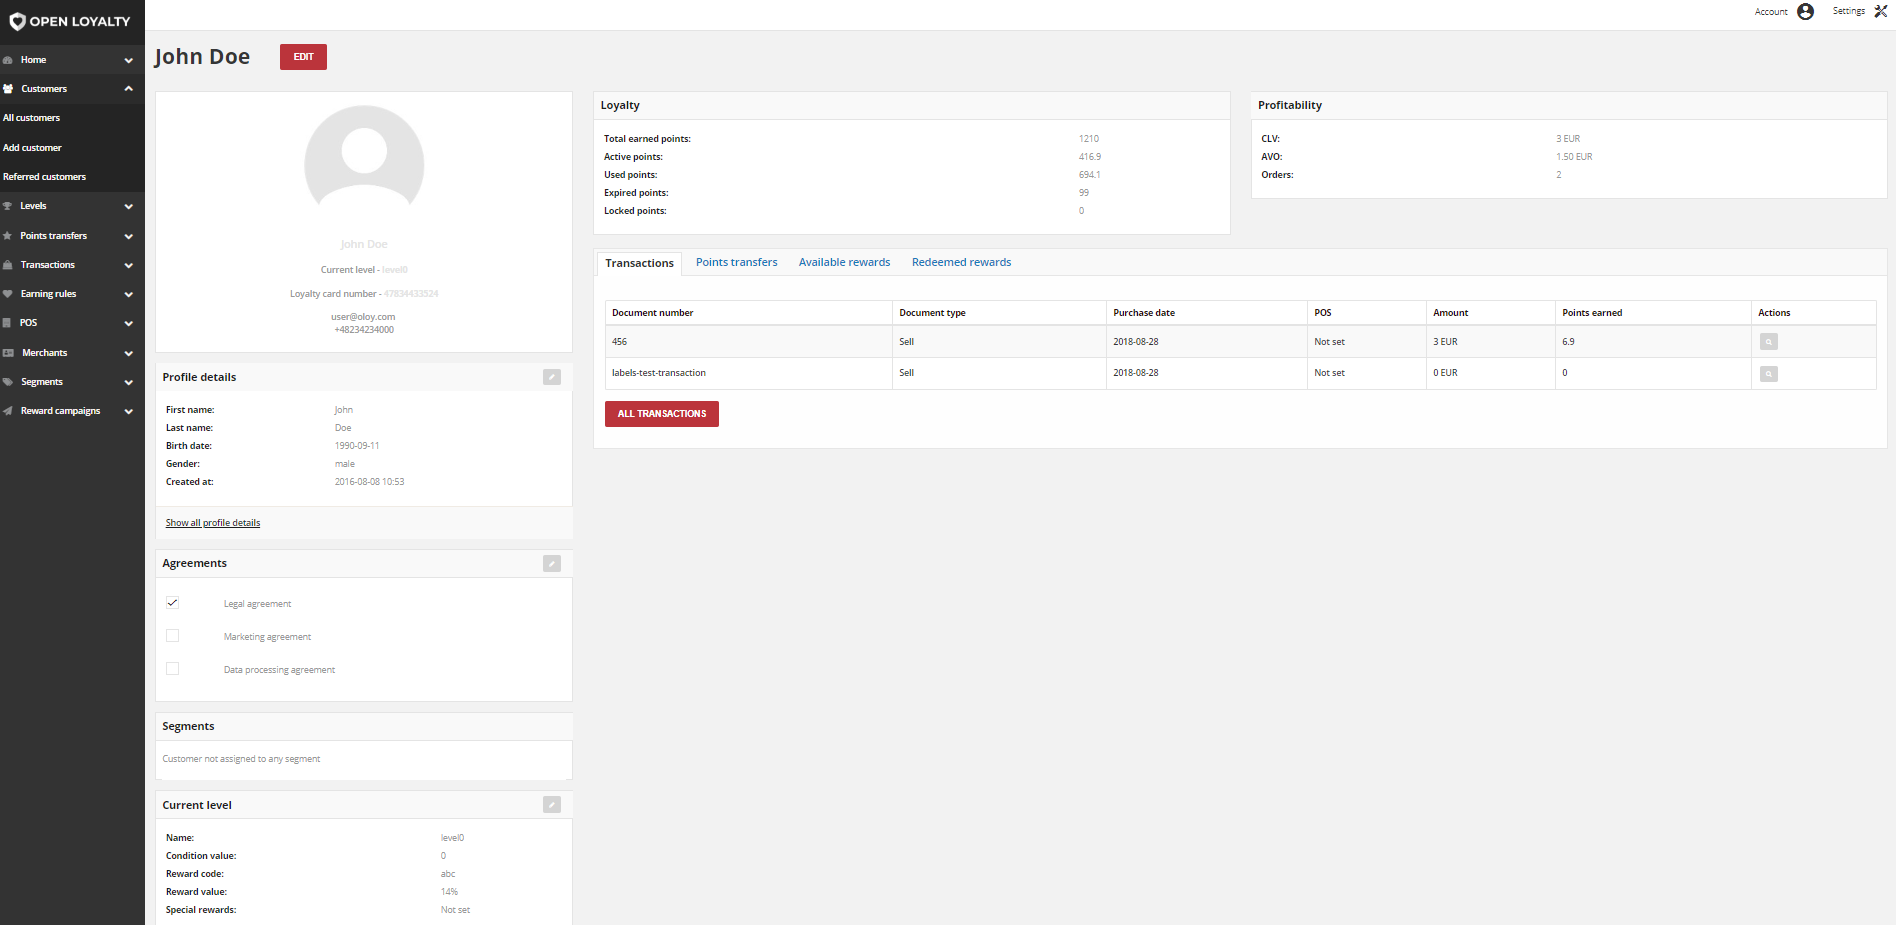 OPEN LOYALTY
Account
Settings
Home
Customers
All customers
Add customer
Referred customers
Levels
Points transfers
Transactions
Earning rules
POS
Merchants
Segments
Reward campaigns
John Doe
EDIT
John Doe
Current level - level0
Loyalty card number - 47834433524
user@oloy.com
+48234234000
Profile details
First name: John
Last name: Doe
Birth date: 1990-09-11
Gender: male
Created at: 2016-08-08 10:53
Show all profile details
Agreements
Legal agreement
Marketing agreement
Data processing agreement
Segments
Customer not assigned to any segment
Current level
Name: level0
Condition value: 0
Reward code: abc
Reward value: 14%
Special rewards: Not set
Loyalty
Total earned points: 1210
Active points: 416.9
Used points: 694.1
Expired points: 99
Locked points: 0
Profitability
CLV: 3 EUR
AVO: 1.50 EUR
Orders: 2
Transactions Points transfers Available rewards Redeemed rewards
Document number Document type Purchase date POS Amount Points earned Actions
456 Sell 2018-08-28 Not set 3 EUR 6.9
labels-test-transaction Sell 2018-08-28 Not set 0 EUR 0
ALL TRANSACTIONS